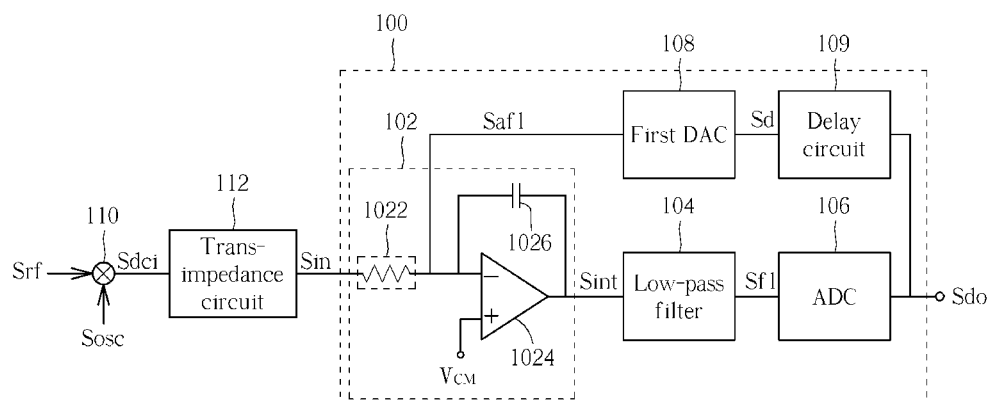 100
108
109
Saf1
First DAC
Sd
Delay
circuit
102
112
1022
1026
104
106
110
Srf
Sdci
Trans-
impedance
circuit
Sin
−
+
Sint
Low-pass
filter
Sf1
ADC
Sdo
Sosc
VCM
1024